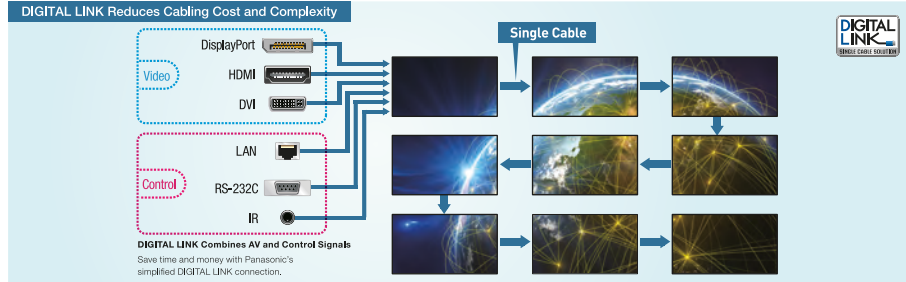 DIGITAL LINK Reduces Cabling Cost and Complexity
DIGITAL
LINK
SINGLE CABLE SOLUTION
Single Cable
Video
DisplayPort
HDMI
DVI
Control
LAN
RS-232C
IR
DIGITAL LINK Combines AV and Control Signals
Save time and money with Panasonic's
simplified DIGITAL LINK connection.